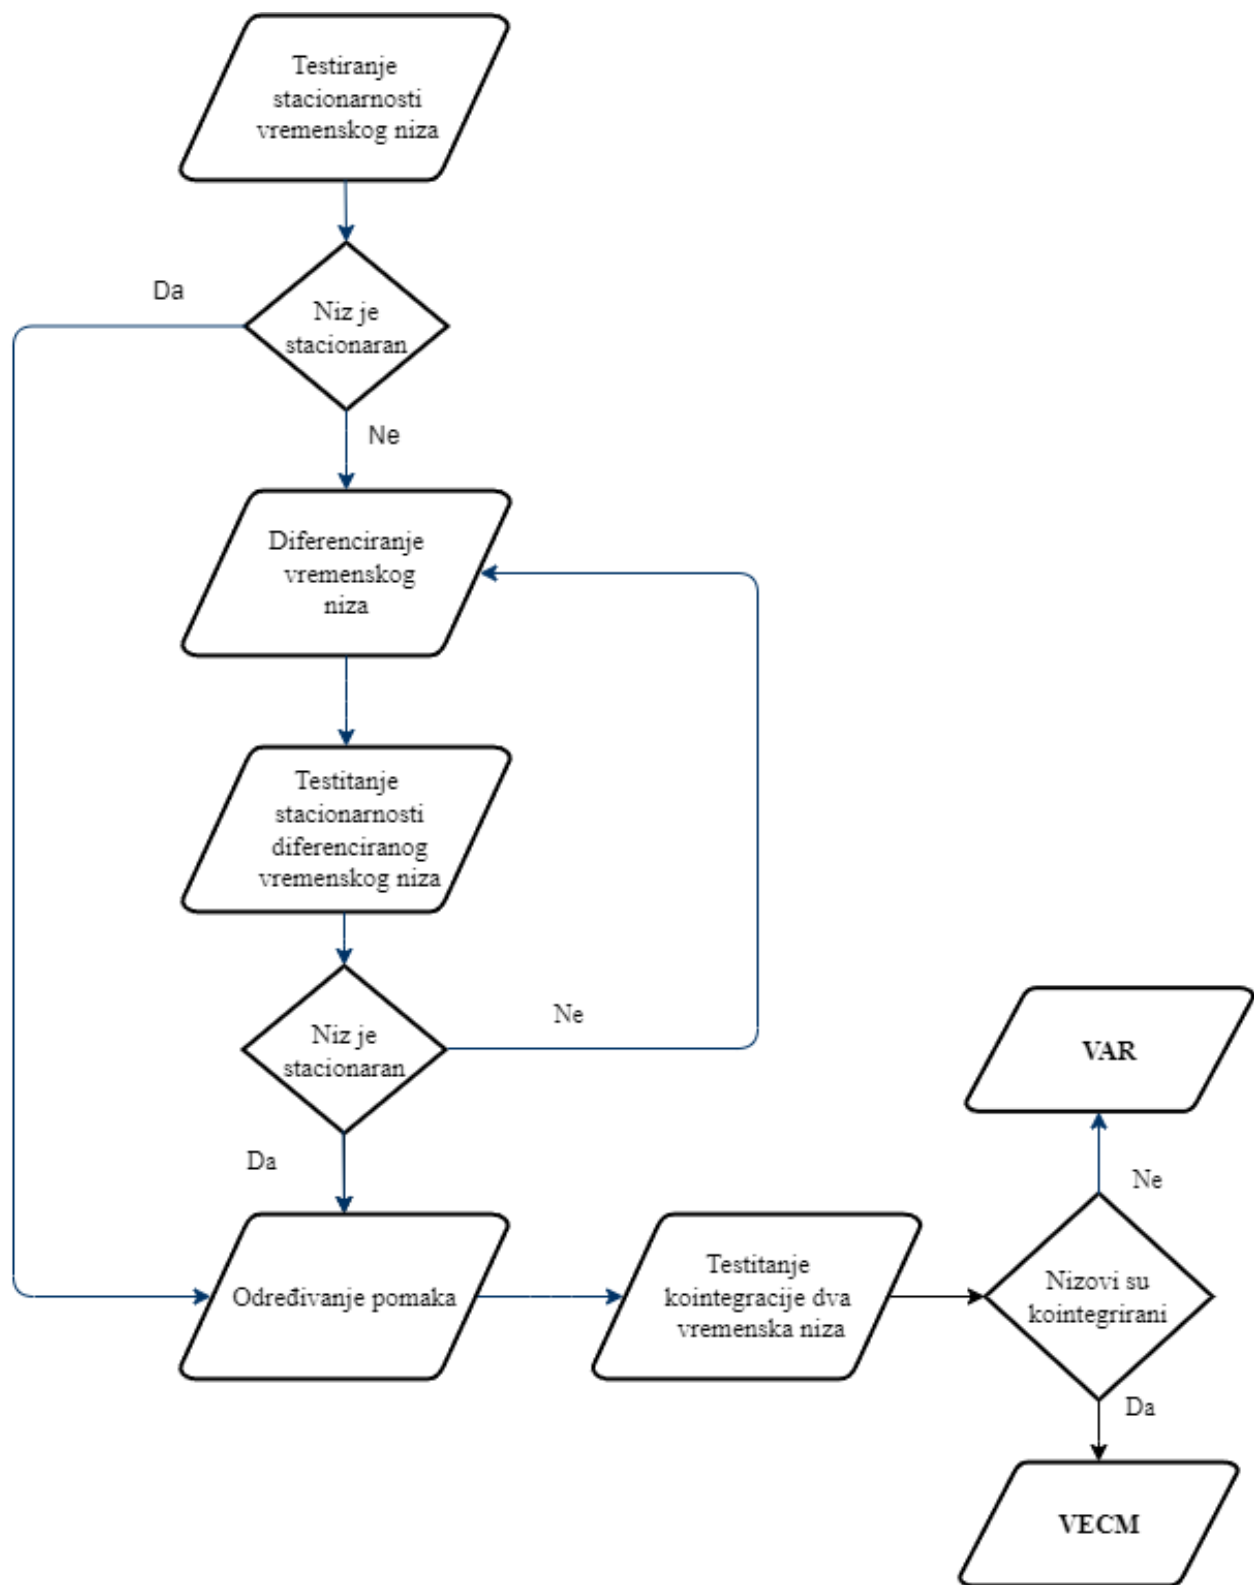 Testiranje
stacionarnosti
vremenskog niza
Da
Niz je
stacionaran
Ne
Diferenciranje
vremenskog
niza
Testitanje
stacionarnosti
diferenciranog
vremenskog niza
Niz je
stacionaran
Ne
Da
VAR
Ne
Određivanje pomaka
Testitanje
kointegracije dva
vremenska niza
Nizovi su
kointegrirani
Da
VECM